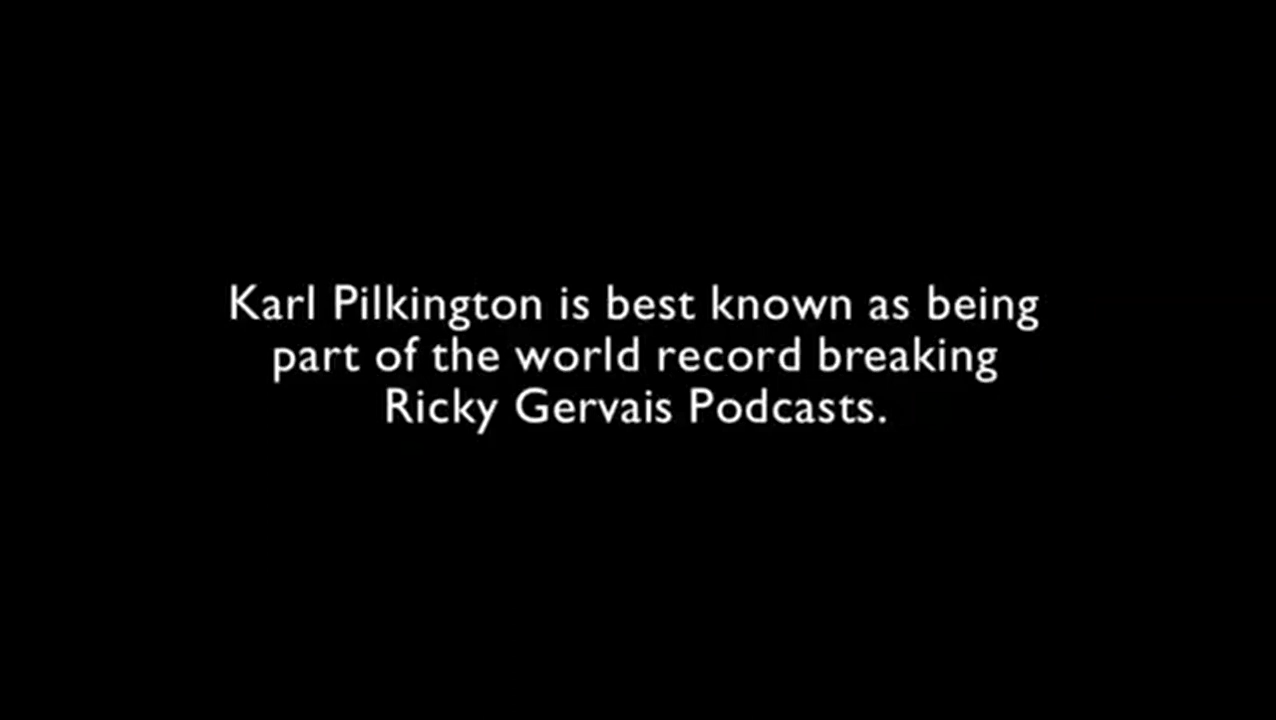 Karl Pilkington is best known as being
part of the world record breaking
Ricky Gervais Podcasts.